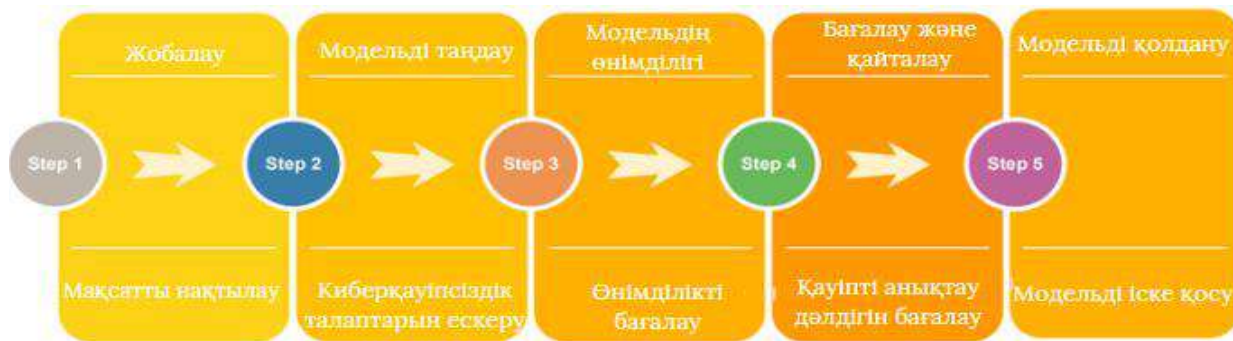 Жобалау
Модельді таңдау
Модельдің
өнімділігі
Бағалау және
қайталау
Модельді қолдану
Step 1
Step 2
Step 3
Step 4
Step 5
Мақсатты нақтылау
Киберқауіпсіздік
талаптарын ескеру
Өнімділікті
бағалау
Қауіпті анықтау
дәлдігін бағалау
Модельді іске қосу